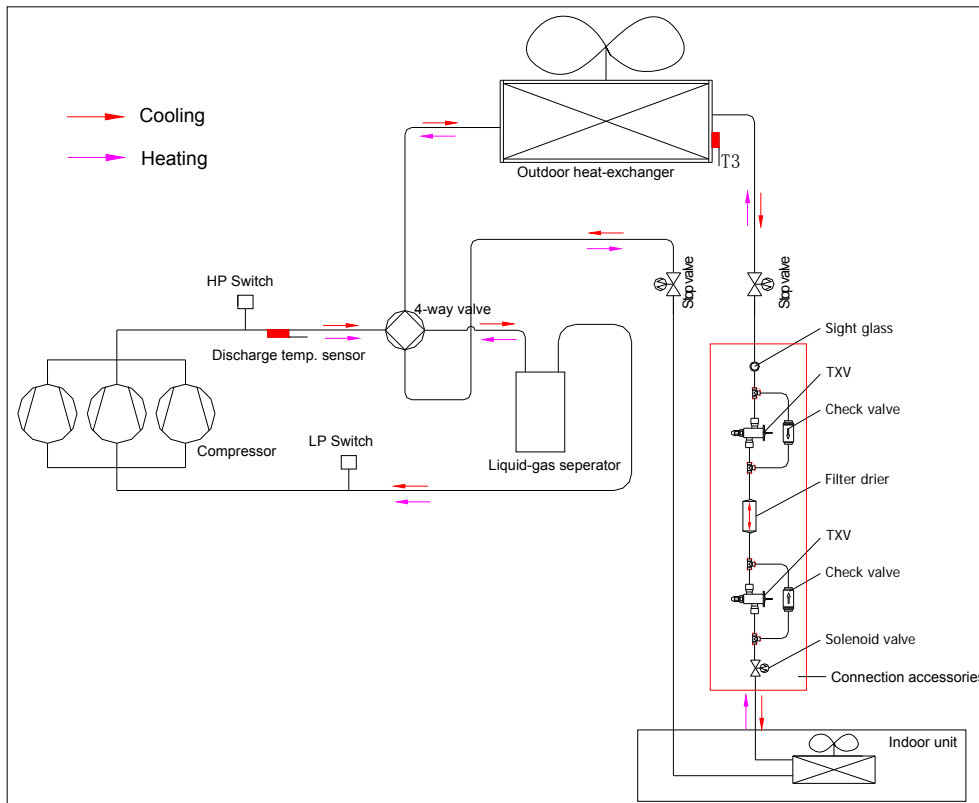 Cooling
Heating
Outdoor heat-exchanger
T3
HP Switch
4-way valve
Discharge temp. sensor
Stop valve
Stop valve
Sight glass
TXV
Check valve
LP Switch
Compressor
Liquid-gas seperator
Filter drier
TXV
Check valve
Solenoid valve
Connection accessories
Indoor unit